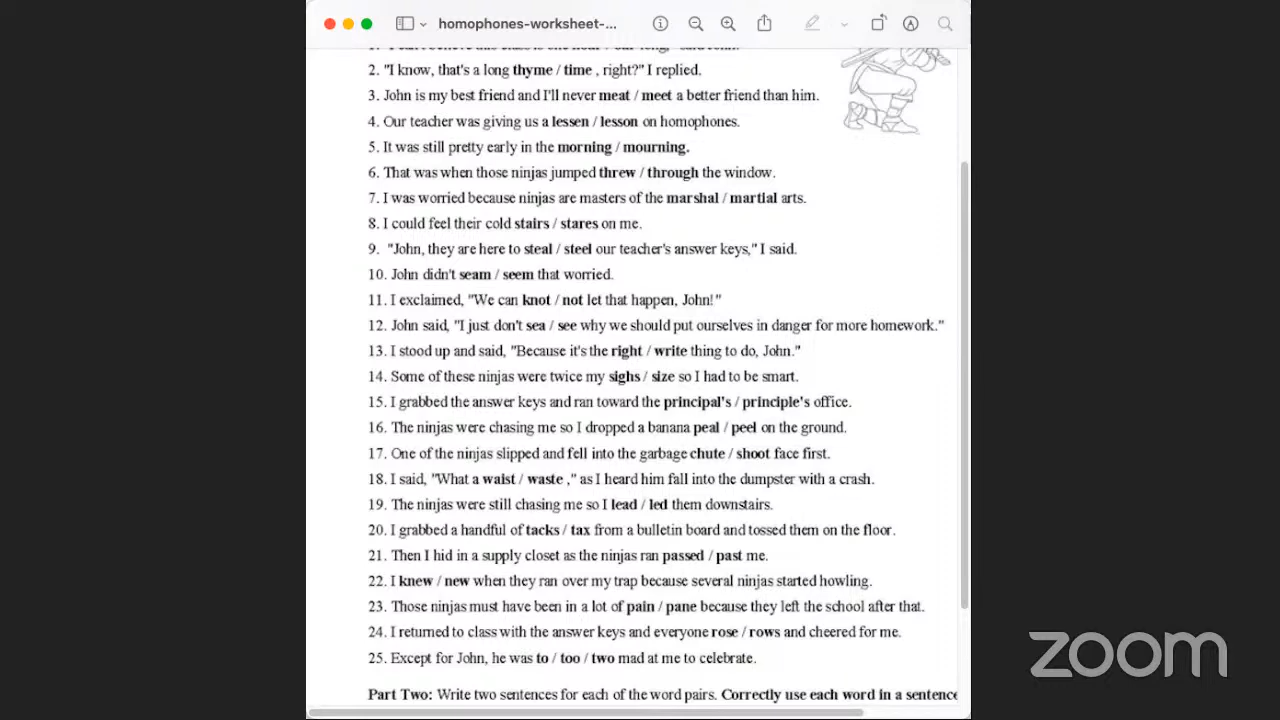 homophones-worksheet-...
2. "I know, that's a long thyme / time , right?" I replied.
3. John is my best friend and I'll never meat / meet a better friend than him.
4. Our teacher was giving us a lessen / lesson on homophones.
5. It was still pretty early in the morning / mourning.
6. That was when those ninjas jumped threw / through the window.
7. I was worried because ninjas are masters of the marshal / martial arts.
8. I could feel their cold stairs / stares on me.
9. "John, they are here to steal / steel our teacher's answer keys," I said.
10. John didn't seam / seem that worried.
11. I exclaimed, "We can knot / not let that happen, John!"
12. John said, "I just don't sea / see why we should put ourselves in danger for more homework."
13. I stood up and said, "Because it's the right / write thing to do, John."
14. Some of these ninjas were twice my sighs / size so I had to be smart.
15. I grabbed the answer keys and ran toward the principal's / principle's office.
16. The ninjas were chasing me so I dropped a banana peal / peel on the ground.
17. One of the ninjas slipped and fell into the garbage chute / shoot face first.
18. I said, "What a waist / waste ," as I heard him fall into the dumpster with a crash.
19. The ninjas were still chasing me so I lead / led them downstairs.
20. I grabbed a handful of tacks / tax from a bulletin board and tossed them on the floor.
21. Then I hid in a supply closet as the ninjas ran passed / past me.
22. I knew / new when they ran over my trap because several ninjas started howling.
23. Those ninjas must have been in a lot of pain / pane because they left the school after that.
24. I returned to class with the answer keys and everyone rose / rows and cheered for me.
25. Except for John, he was to / too / two mad at me to celebrate.
Part Two: Write two sentences for each of the word pairs. Correctly use each word in a sentence
zoom